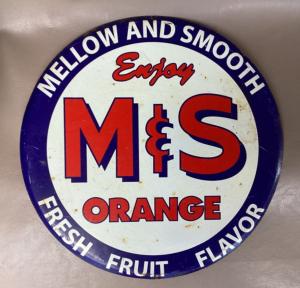 MELLOW AND SMOOTH
Enjoy
M&S
ORANGE
FRESH FRUIT FLAVOR